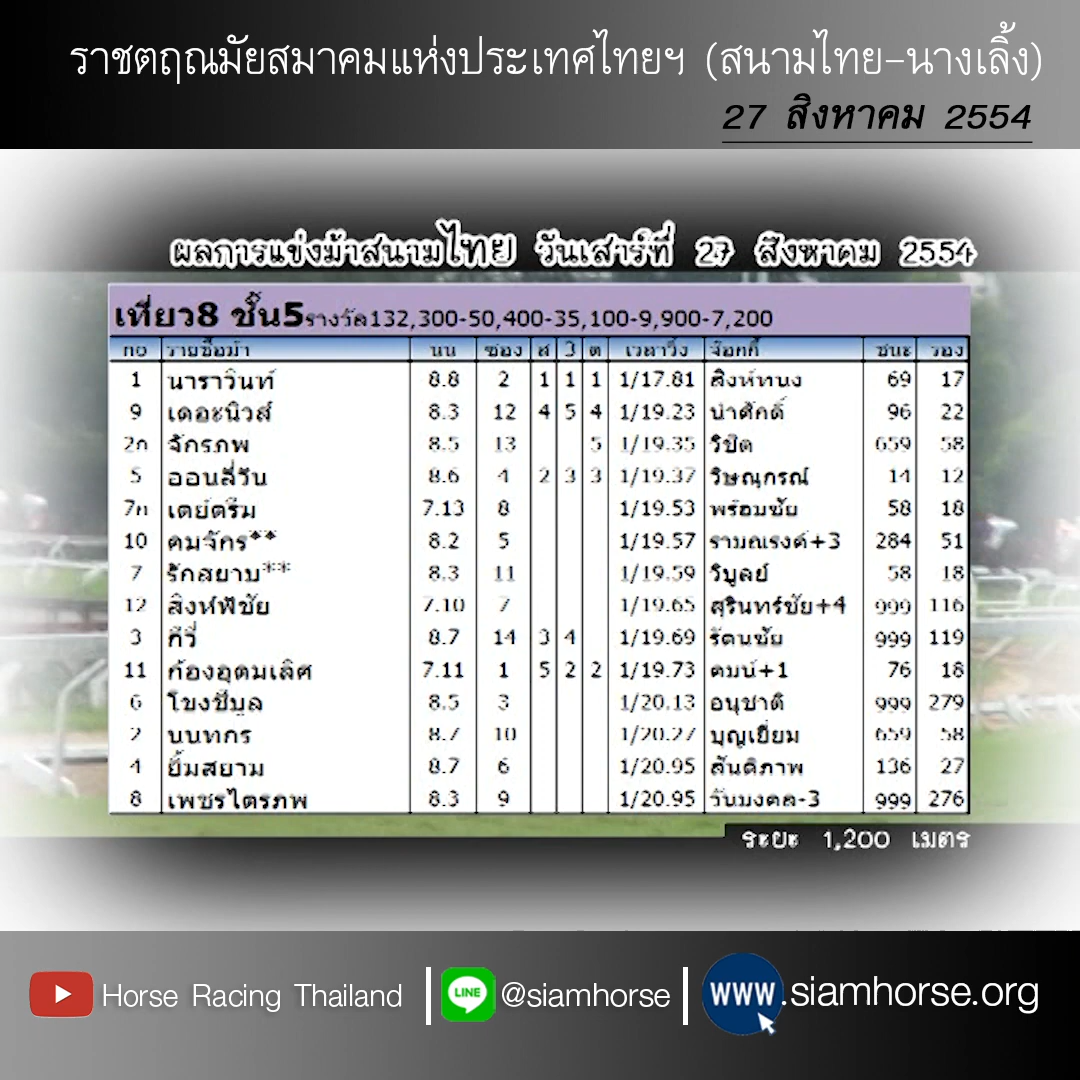 ราชตฤณมัยสมาคมแห่งประเทศไทยฯ (สนามไทย-นางเลิ้ง)
27 สิงหาคม 2554
ผลการแข่งม้าสนามไทย วันเสาร์ที่ 27 สิงหาคม 2554
เที่ยว8 ชั้น5รางวัล132,300-50,400-35,100-9,900-7,200
no รายชื่อม้า นน ช่อง ส 3 ต เวลาวิ่ง จ๊อกกี้ ชนะ รอง
1 นาราวินท์ 8.8 2 1 1 1 1/17.81 สิงห์ทนง 69 17
9 เดอะนิวส์ 8.3 12 4 5 4 1/19.23 นำศักดิ์ 96 22
2ก จักรภพ 8.5 13 5 1/19.35 วิชิต 659 58
5 ออนลี่วัน 8.6 4 2 3 3 1/19.37 วิษณุกรณ์ 14 12
7ก เตย์ตรีม 7.13 8 1/19.53 พร้อมชัย 58 18
10 คมจักร** 8.2 5 1/19.57 รามณรงค์+3 284 51
7 รักสยาบ** 8.3 11 1/19.59 วิบูลย์ 58 18
12 สิงห์ฟิชัย 7.10 7 1/19.65 สุรินทร์ชัย+4 999 116
3 กีวี่ 8.7 14 3 4 1/19.69 รัตนชัย 999 119
11 ก้องอุดมเลิศ 7.11 1 5 2 2 1/19.73 คมน์+1 76 18
6 โขงชีมูล 8.5 3 1/20.13 อนุชาติ 999 279
2 นนทกร 8.7 10 1/20.27 บุญเยี่ยม 659 58
4 ยิ้มสยาม 8.7 6 1/20.95 สันติภาพ 136 27
8 เพชรไตรภพ 8.3 9 1/20.95 วันมงคล-3 999 276
ระยะ 1,200 เมตร
Horse Racing Thailand LINE @siamhorse www.siamhorse.org